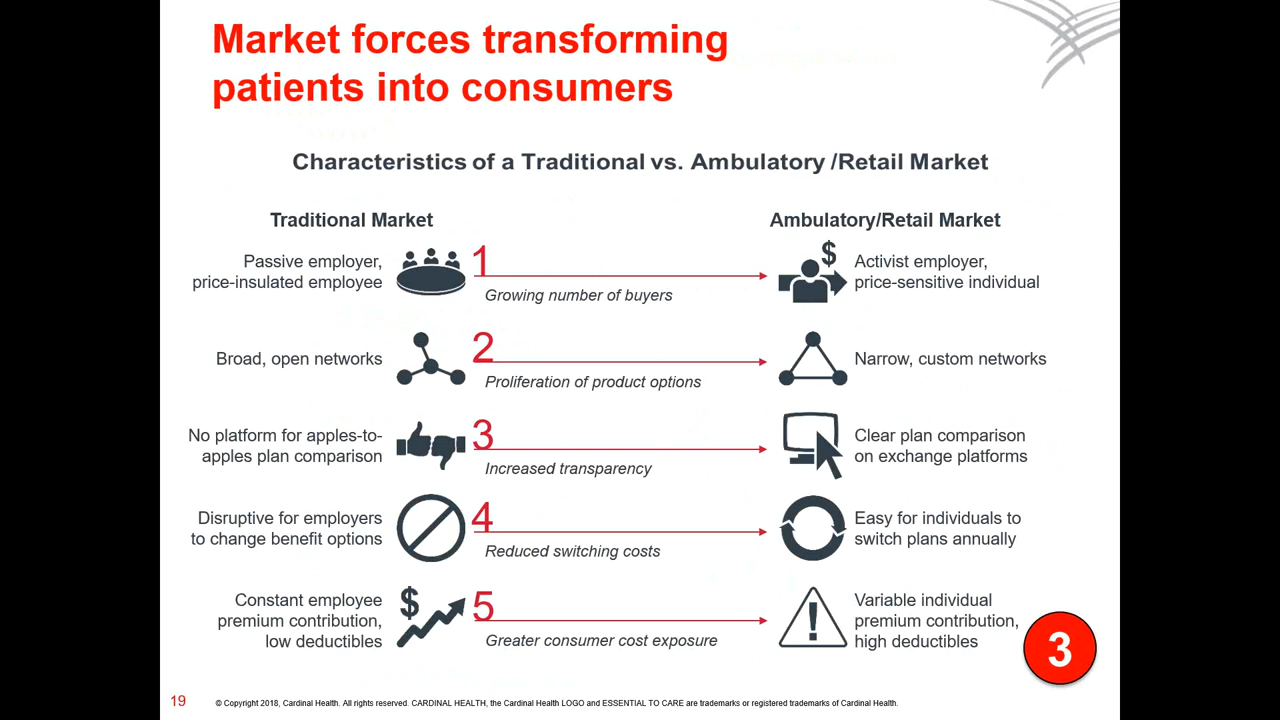 Market forces transforming
patients into consumers
Characteristics of a Traditional vs. Ambulatory /Retail Market
Traditional Market
Ambulatory/Retail Market
Passive employer,
price-insulated employee
1
Growing number of buyers
$
Activist employer,
price-sensitive individual
Broad, open networks
2
Proliferation of product options
Narrow, custom networks
No platform for apples-to-
apples plan comparison
3
Increased transparency
Clear plan comparison
on exchange platforms
Disruptive for employers
to change benefit options
4
Reduced switching costs
Easy for individuals to
switch plans annually
Constant employee
premium contribution,
low deductibles
$
5
Greater consumer cost exposure
!
Variable individual
premium contribution,
high deductibles
3
19
© Copyright 2018, Cardinal Health. All rights reserved. CARDINAL HEALTH, the Cardinal Health LOGO and ESSENTIAL TO CARE are trademarks or registered trademarks of Cardinal Health.